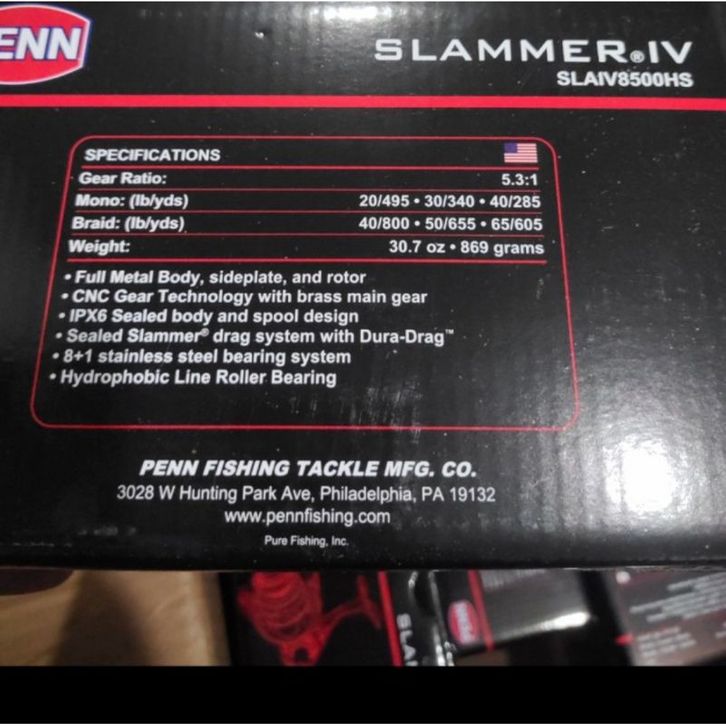 PENN
SLAMMER®IV
SLAIV8500HS
SPECIFICATIONS
Gear Ratio: 5.3:1
Mono: (lb/yds) 20/495 • 30/340 • 40/285
Braid: (lb/yds) 40/800 • 50/655 • 65/605
Weight: 30.7 oz • 869 grams
• Full Metal Body, sideplate, and rotor
• CNC Gear Technology with brass main gear
• IPX6 Sealed body and spool design
• Sealed Slammer® drag system with Dura-Drag™
• 8+1 stainless steel bearing system
• Hydrophobic Line Roller Bearing
PENN FISHING TACKLE MFG. CO.
3028 W Hunting Park Ave, Philadelphia, PA 19132
www.pennfishing.com
Pure Fishing, Inc.
SLA